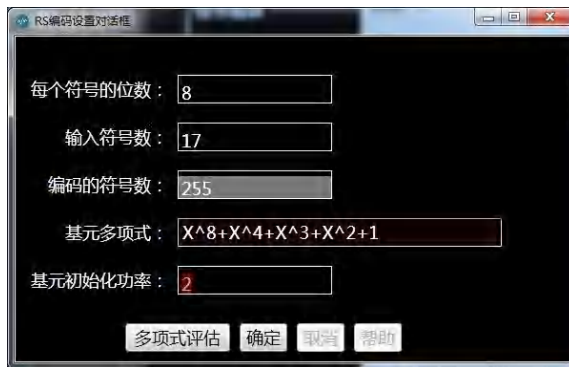 RS编码设置对话框
每个符号的位数： 8
输入符号数： 17
编码的符号数： 255
基元多项式： X^8+X^4+X^3+X^2+1
基元初始化功率： 2
多项式评估 确定 取消 帮助